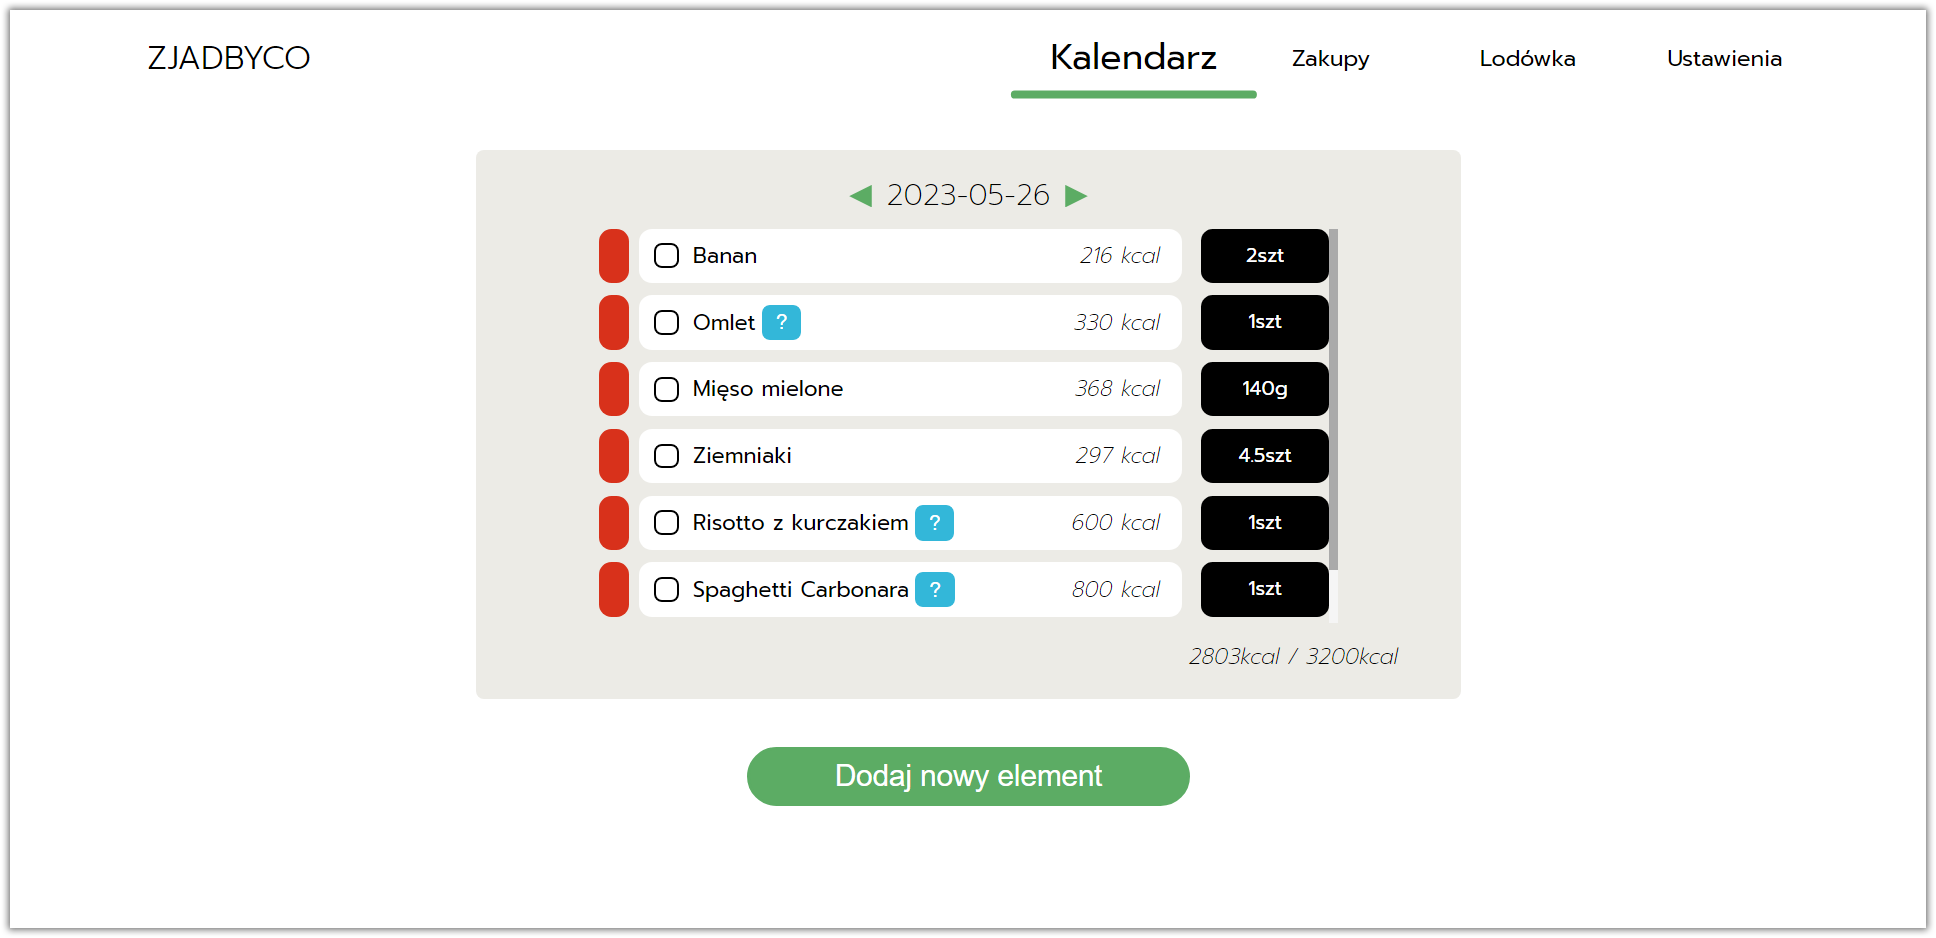 ZJADBYCO Kalendarz Zakupy Lodówka Ustawienia
◀ 2023-05-26 ▶
Banan 216 kcal 2szt
Omlet ? 330 kcal 1szt
Mięso mielone 368 kcal 140g
Ziemniaki 297 kcal 4.5szt
Risotto z kurczakiem ? 600 kcal 1szt
Spaghetti Carbonara ? 800 kcal 1szt
2803kcal / 3200kcal
Dodaj nowy element